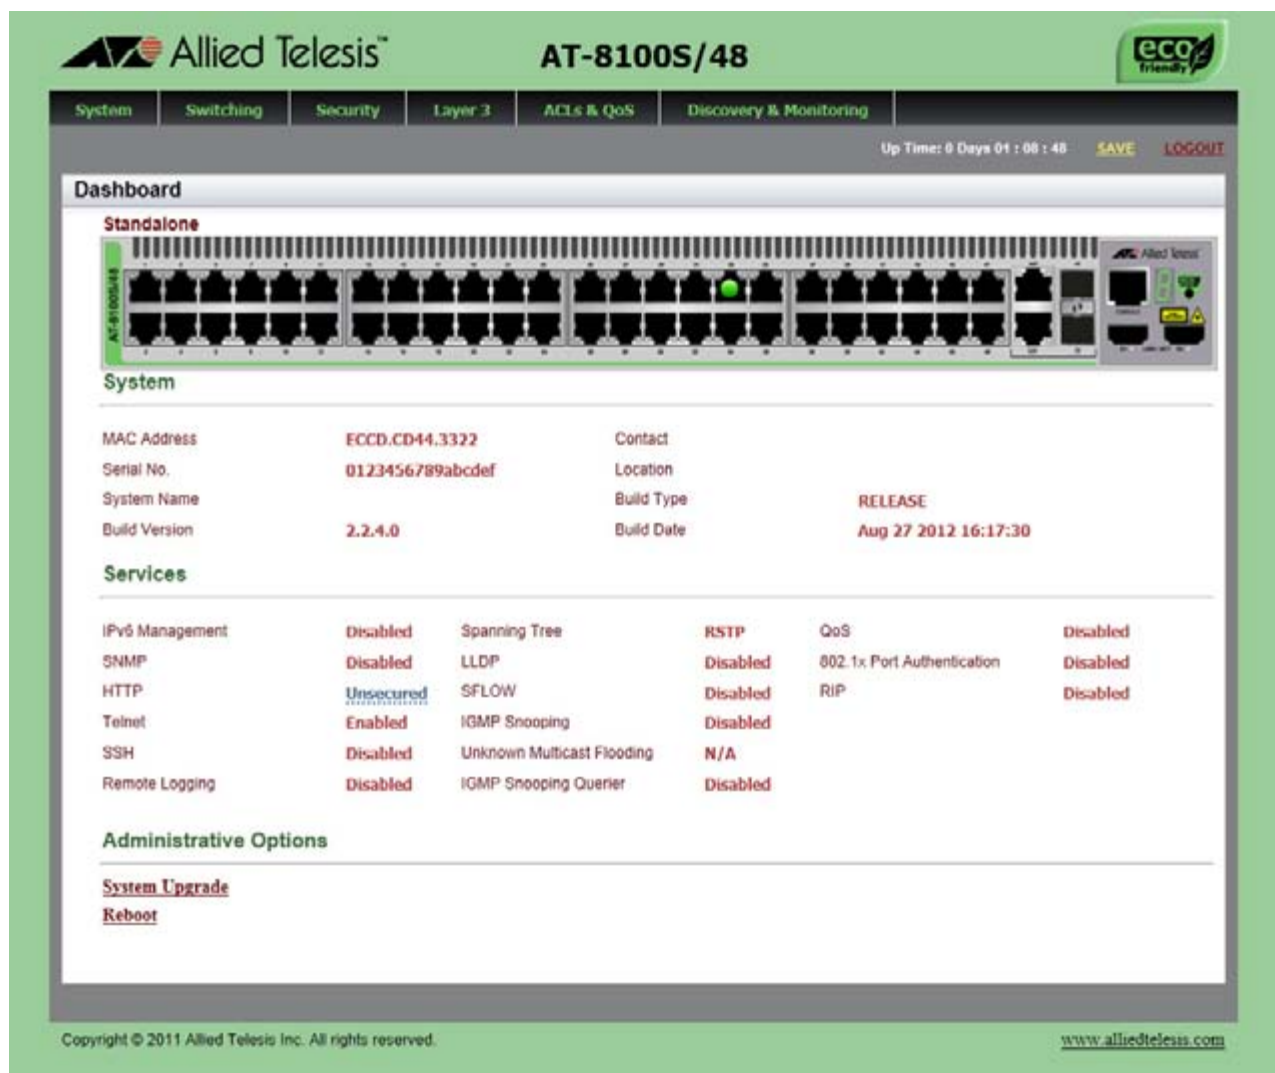 Allied Telesis™
AT-8100S/48
eco friendly
System Switching Security Layer 3 ACLs & QoS Discovery & Monitoring
Up Time: 0 Days 01 : 08 : 48 SAVE LOGOUT
Dashboard
Standalone
AT-8100S/48
Allied Telesis
System
MAC Address ECCD.CD44.3322 Contact
Serial No. 0123456789abcdef Location
System Name Build Type RELEASE
Build Version 2.2.4.0 Build Date Aug 27 2012 16:17:30
Services
IPv6 Management Disabled Spanning Tree RSTP QoS Disabled
SNMP Disabled LLDP Disabled 802.1x Port Authentication Disabled
HTTP Unsecured SFLOW Disabled RIP Disabled
Telnet Enabled IGMP Snooping Disabled
SSH Disabled Unknown Multicast Flooding N/A
Remote Logging Disabled IGMP Snooping Querier Disabled
Administrative Options
System Upgrade
Reboot
Copyright © 2011 Allied Telesis Inc. All rights reserved.
www.alliedtelesis.com